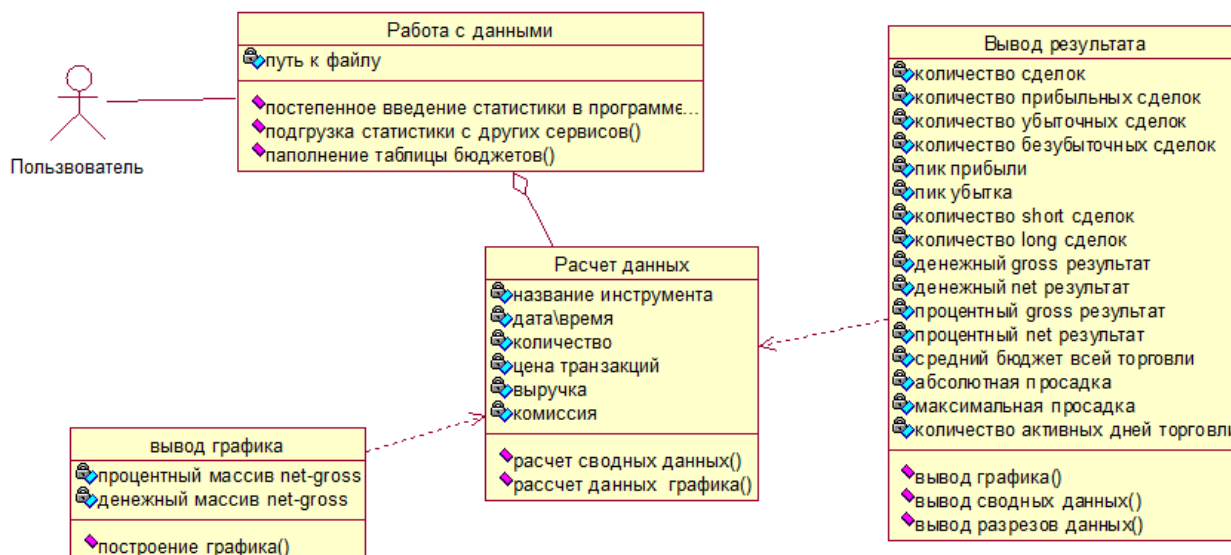 Работа с данными
путь к файлу
постепенное введение статистики в программе...
подгрузка статистики с других сервисов()
паполнение таблицы бюджетов()
Пользвователь
Вывод результата
количество сделок
количество прибыльных сделок
количество убыточных сделок
количество безубыточных сделок
пик прибыли
пик убытка
количество short сделок
количество long сделок
денежный gross результат
денежный net результат
процентный gross результат
процентный net результат
средний бюджет всей торговли
абсолютная просадка
максимальная просадка
количество активных дней торговли
вывод графика()
вывод сводных данных()
вывод разрезов данных()
Расчет данных
название инструмента
дата\время
количество
цена транзакций
выручка
комиссия
расчет сводных данных()
рассчет данных графика()
вывод графика
процентный массив net-gross
денежный массив net-gross
построение графика()